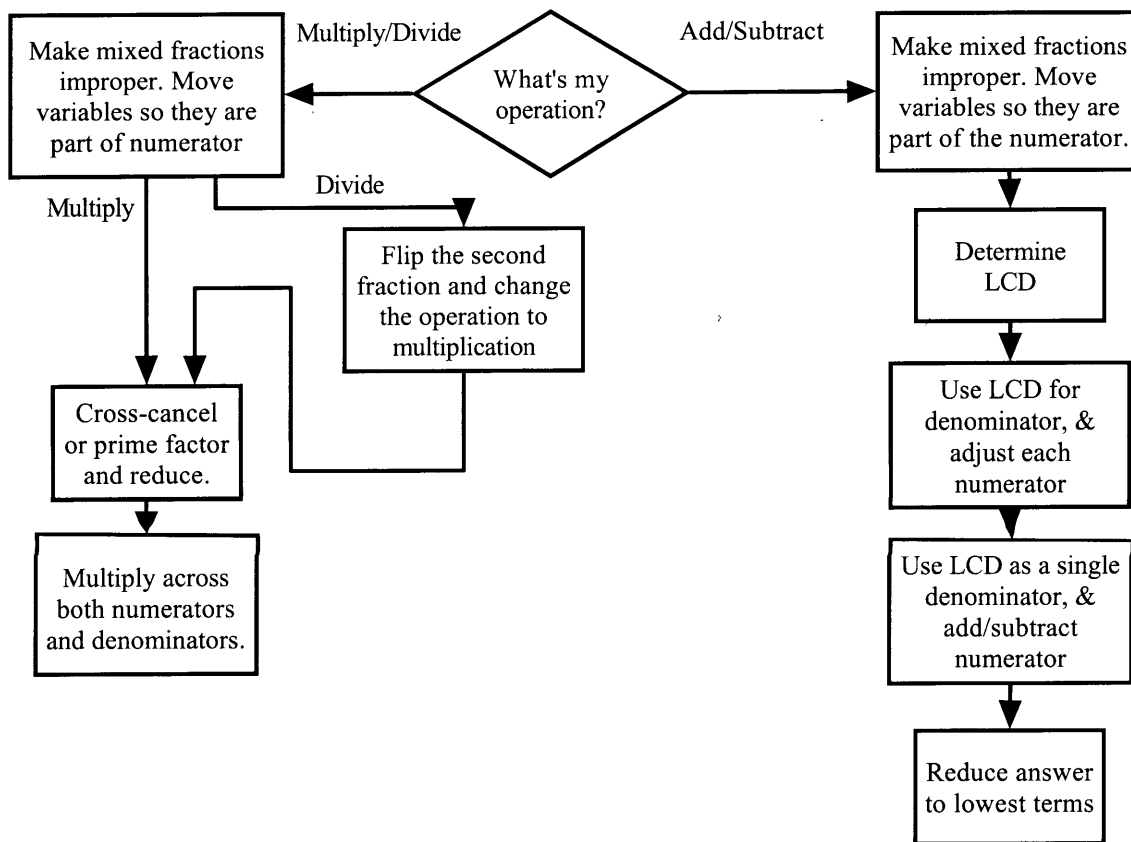 Make mixed fractions
improper. Move
variables so they are
part of numerator
Multiply/Divide
What's my
operation?
Add/Subtract
Make mixed fractions
improper. Move
variables so they are
part of the numerator.
Multiply
Divide
Flip the second
fraction and change
the operation to
multiplication
Cross-cancel
or prime factor
and reduce.
Multiply across
both numerators
and denominators.
Determine
LCD
Use LCD for
denominator, &
adjust each
numerator
Use LCD as a single
denominator, &
add/subtract
numerator
Reduce answer
to lowest terms